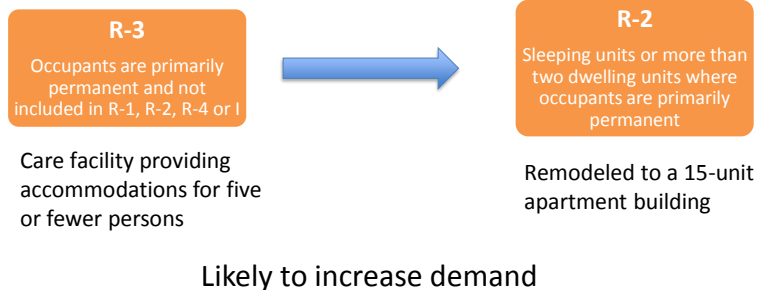 R-3
Occupants are primarily
permanent and not
included in R-1, R-2, R-4 or I
Care facility providing
accommodations for five
or fewer persons
R-2
Sleeping units or more than
two dwelling units where
occupants are primarily
permanent
Remodeled to a 15-unit
apartment building
Likely to increase demand